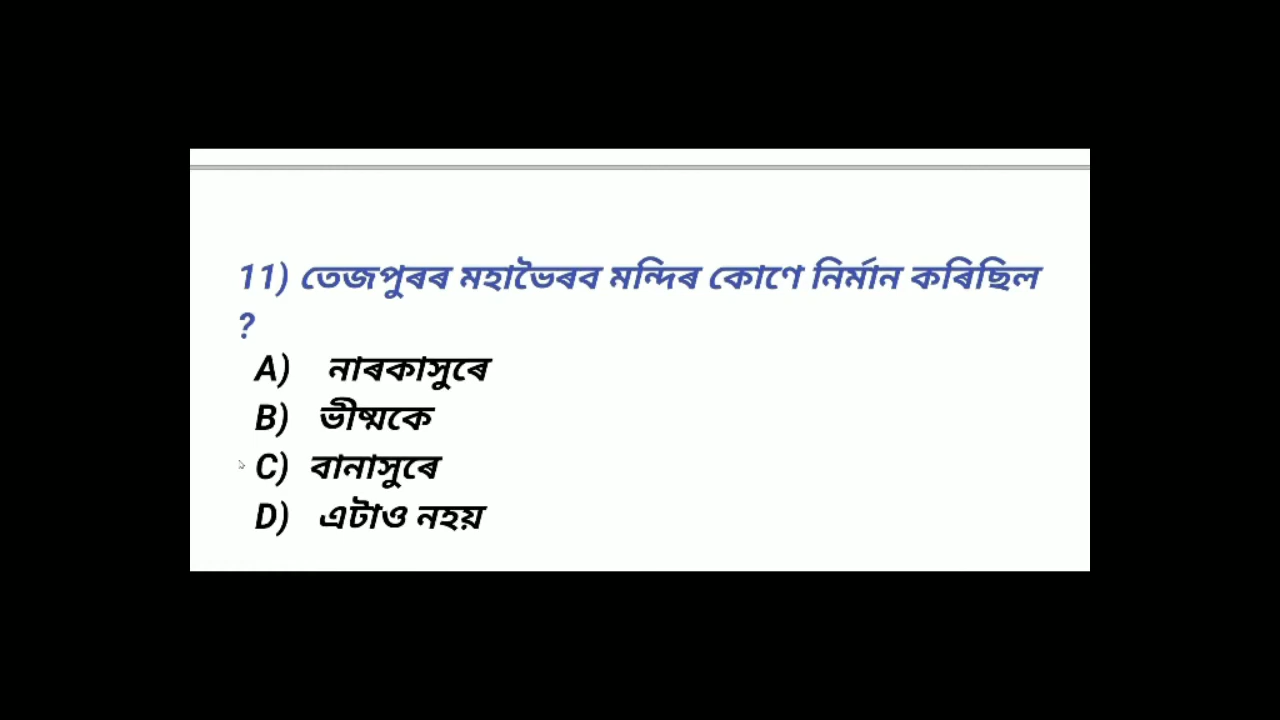 11) তেজপুৰৰ মহাভৈৰব মন্দিৰ কোণে নিৰ্মান কৰিছিল
?
A) নাৰকাসুৰে
B) ভীষ্মকে
C) বানাসুৰে
D) এটাও নহয়